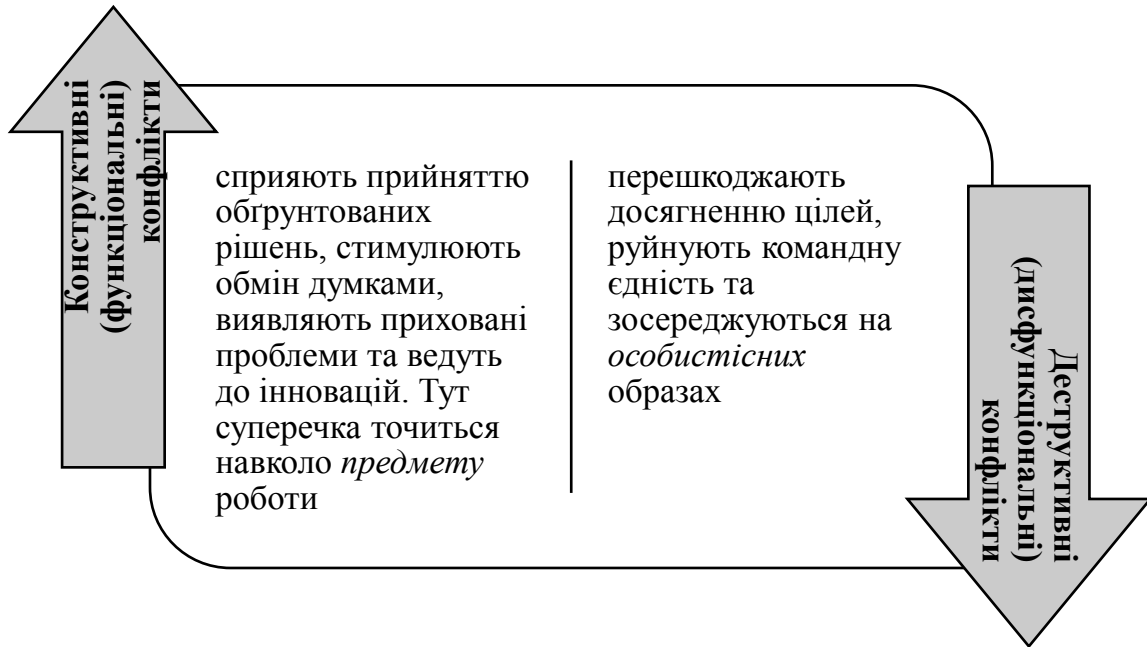 Конструктивні
(функціональні)
конфлікти
сприяють прийняттю
обґрунтованих
рішень, стимулюють
обмін думками,
виявляють приховані
проблеми та ведуть
до інновацій. Тут
суперечка точиться
навколо предмету
роботи
перешкоджають
досягненню цілей,
руйнують командну
єдність та
зосереджуються на
особистісних
образах
Деструктивні
(дисфункціональні)
конфлікти